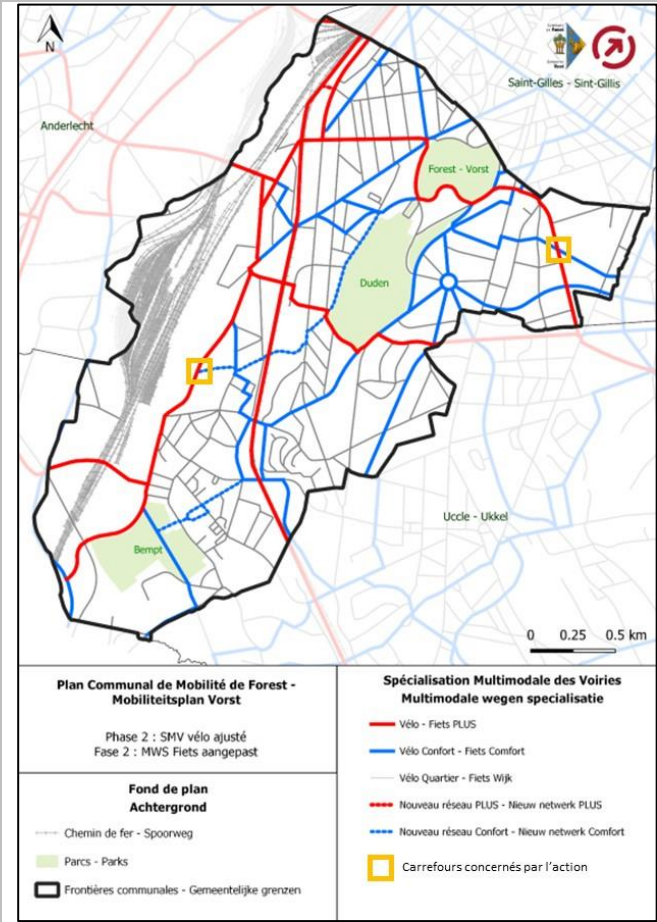 N
Saint-Gilles - Sint-Gillis
Anderlecht
Forest - Vorst
Duden
Uccle - Ukkel
Bempt
0 0.25 0.5 km
Plan Communal de Mobilité de Forest -
Mobiliteitsplan Vorst
Phase 2 : SMV vélo ajusté
Fase 2 : MWS Fiets aangepast
Fond de plan
Achtergrond
Chemin de fer - Spoorweg
Parcs - Parks
Frontières communales - Gemeentelijke grenzen
Spécialisation Multimodale des Voiries
Multimodale wegen specialisatie
Vélo - Fiets PLUS
Vélo Confort - Fiets Comfort
Vélo Quartier - Fiets Wijk
Nouveau réseau PLUS - Nieuw netwerk PLUS
Nouveau réseau Confort - Nieuw netwerk Comfort
Carrefours concernés par l'action